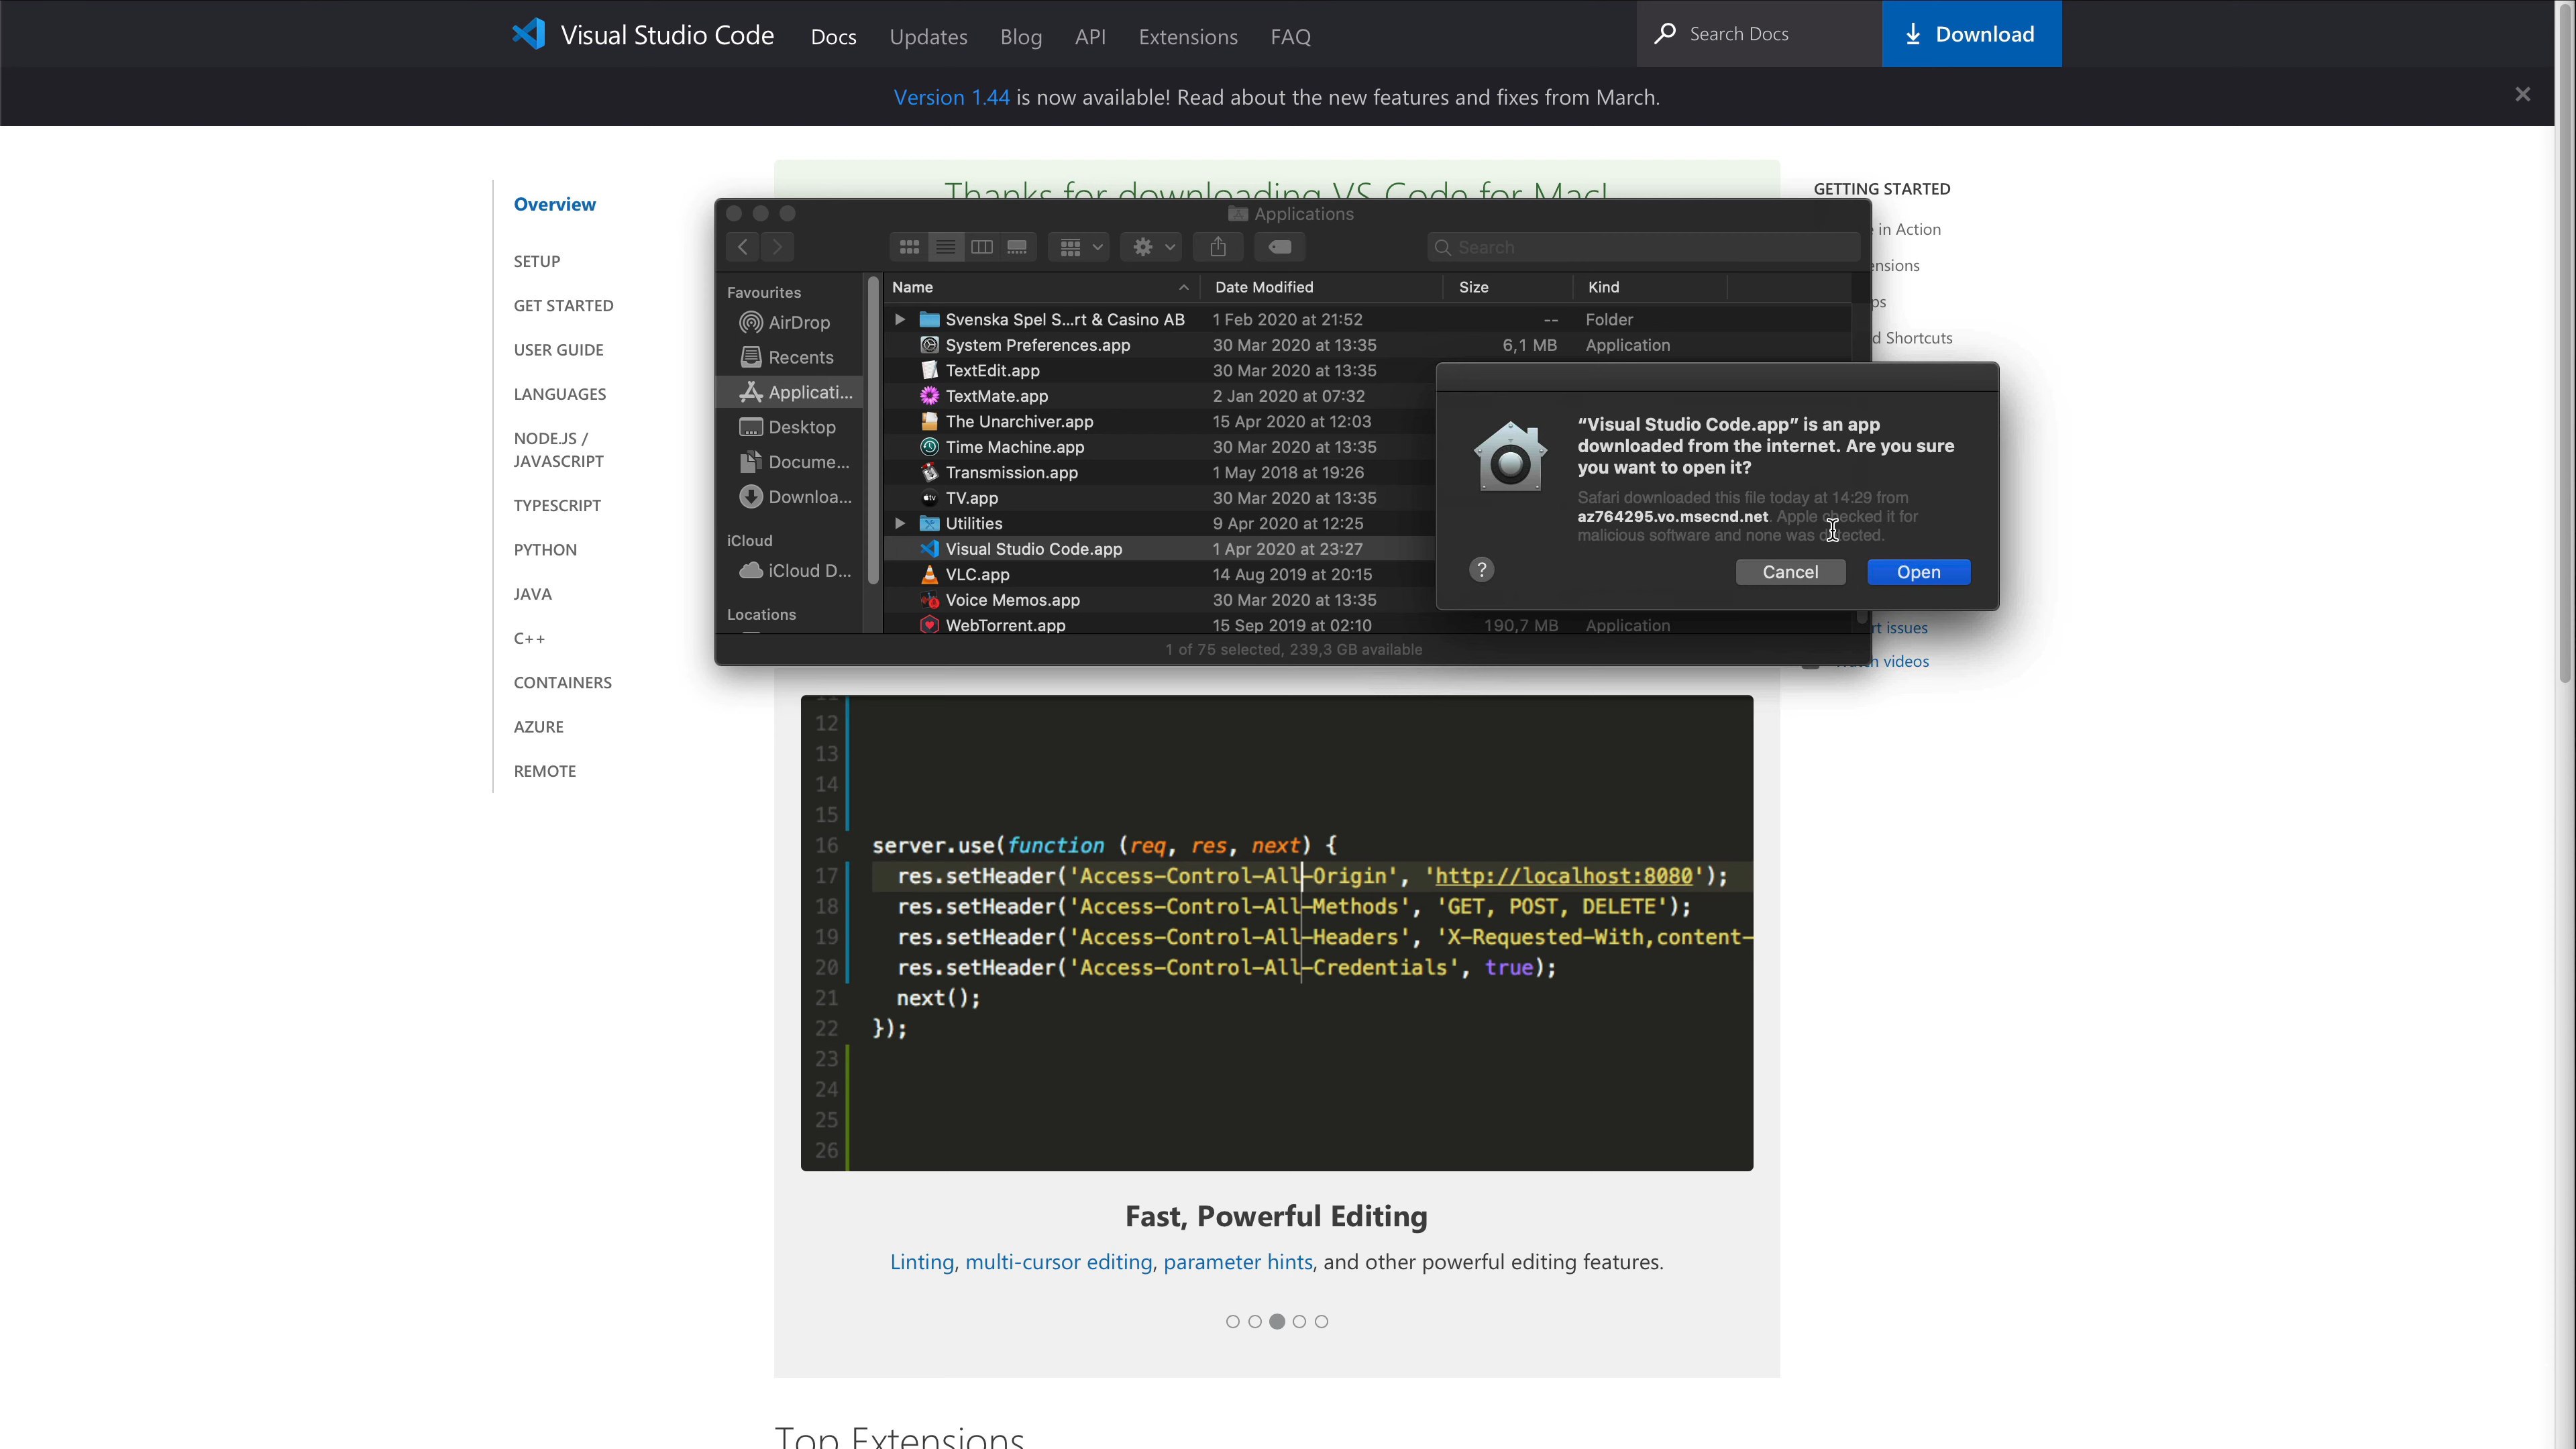 Visual Studio Code Docs Updates Blog API Extensions FAQ Search Docs Download
Version 1.44 is now available! Read about the new features and fixes from March.
Overview
SETUP
GET STARTED
USER GUIDE
LANGUAGES
NODE.JS /
JAVASCRIPT
TYPESCRIPT
PYTHON
JAVA
C++
CONTAINERS
AZURE
REMOTE
Thanks for downloading VS Code for Mac!
Applications
Search
Favourites
AirDrop
Recents
Applicati...
Desktop
Docume...
Downloa...
iCloud
iCloud D...
Locations
Name Date Modified Size Kind
Svenska Spel S...rt & Casino AB 1 Feb 2020 at 21:52 -- Folder
System Preferences.app 30 Mar 2020 at 13:35 6,1 MB Application
TextEdit.app 30 Mar 2020 at 13:35
TextMate.app 2 Jan 2020 at 07:32
The Unarchiver.app 15 Apr 2020 at 12:03
Time Machine.app 30 Mar 2020 at 13:35
Transmission.app 1 May 2018 at 19:26
TV.app 30 Mar 2020 at 13:35
Utilities 9 Apr 2020 at 12:25
Visual Studio Code.app 1 Apr 2020 at 23:27
VLC.app 14 Aug 2019 at 20:15
Voice Memos.app 30 Mar 2020 at 13:35
WebTorrent.app 15 Sep 2019 at 02:10 190,7 MB Application
1 of 75 selected, 239,3 GB available
“Visual Studio Code.app” is an app
downloaded from the internet. Are you sure
you want to open it?
Safari downloaded this file today at 14:29 from
az764295.vo.msecnd.net. Apple checked it for
malicious software and none was detected.
? Cancel Open
GETTING STARTED
in Action
ensions
ps
d Shortcuts
rt issues
videos
12
13
14
15
16 server.use(function (req, res, next) {
17 res.setHeader('Access-Control-All-Origin', 'http://localhost:8080');
18 res.setHeader('Access-Control-All-Methods', 'GET, POST, DELETE');
19 res.setHeader('Access-Control-All-Headers', 'X-Requested-With,content-
20 res.setHeader('Access-Control-All-Credentials', true);
21 next();
22 });
23
24
25
26
Fast, Powerful Editing
Linting, multi-cursor editing, parameter hints, and other powerful editing features.
Top Extensions